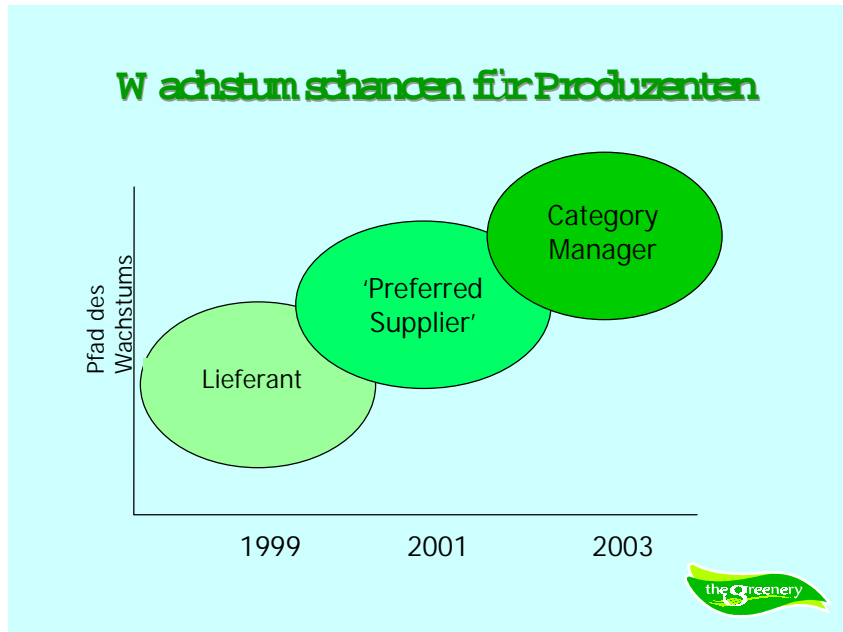 Wachstumschancen für Produzenten
Category
Manager
'Preferred
Supplier'
Lieferant
Pfad des
Wachstums
1999 2001 2003
the greenery